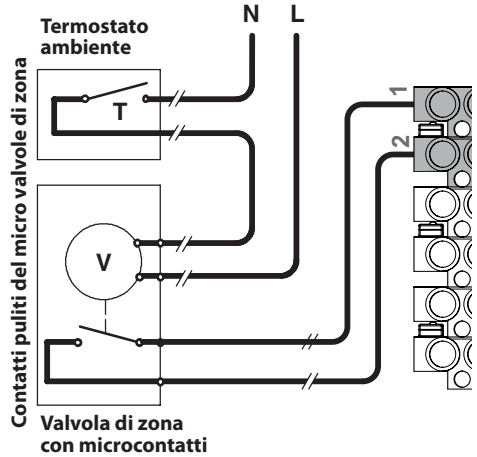 Termostato
ambiente
N L
T
1
2
V
Contatti puliti del micro valvole di zona
Valvola di zona
con microcontatti